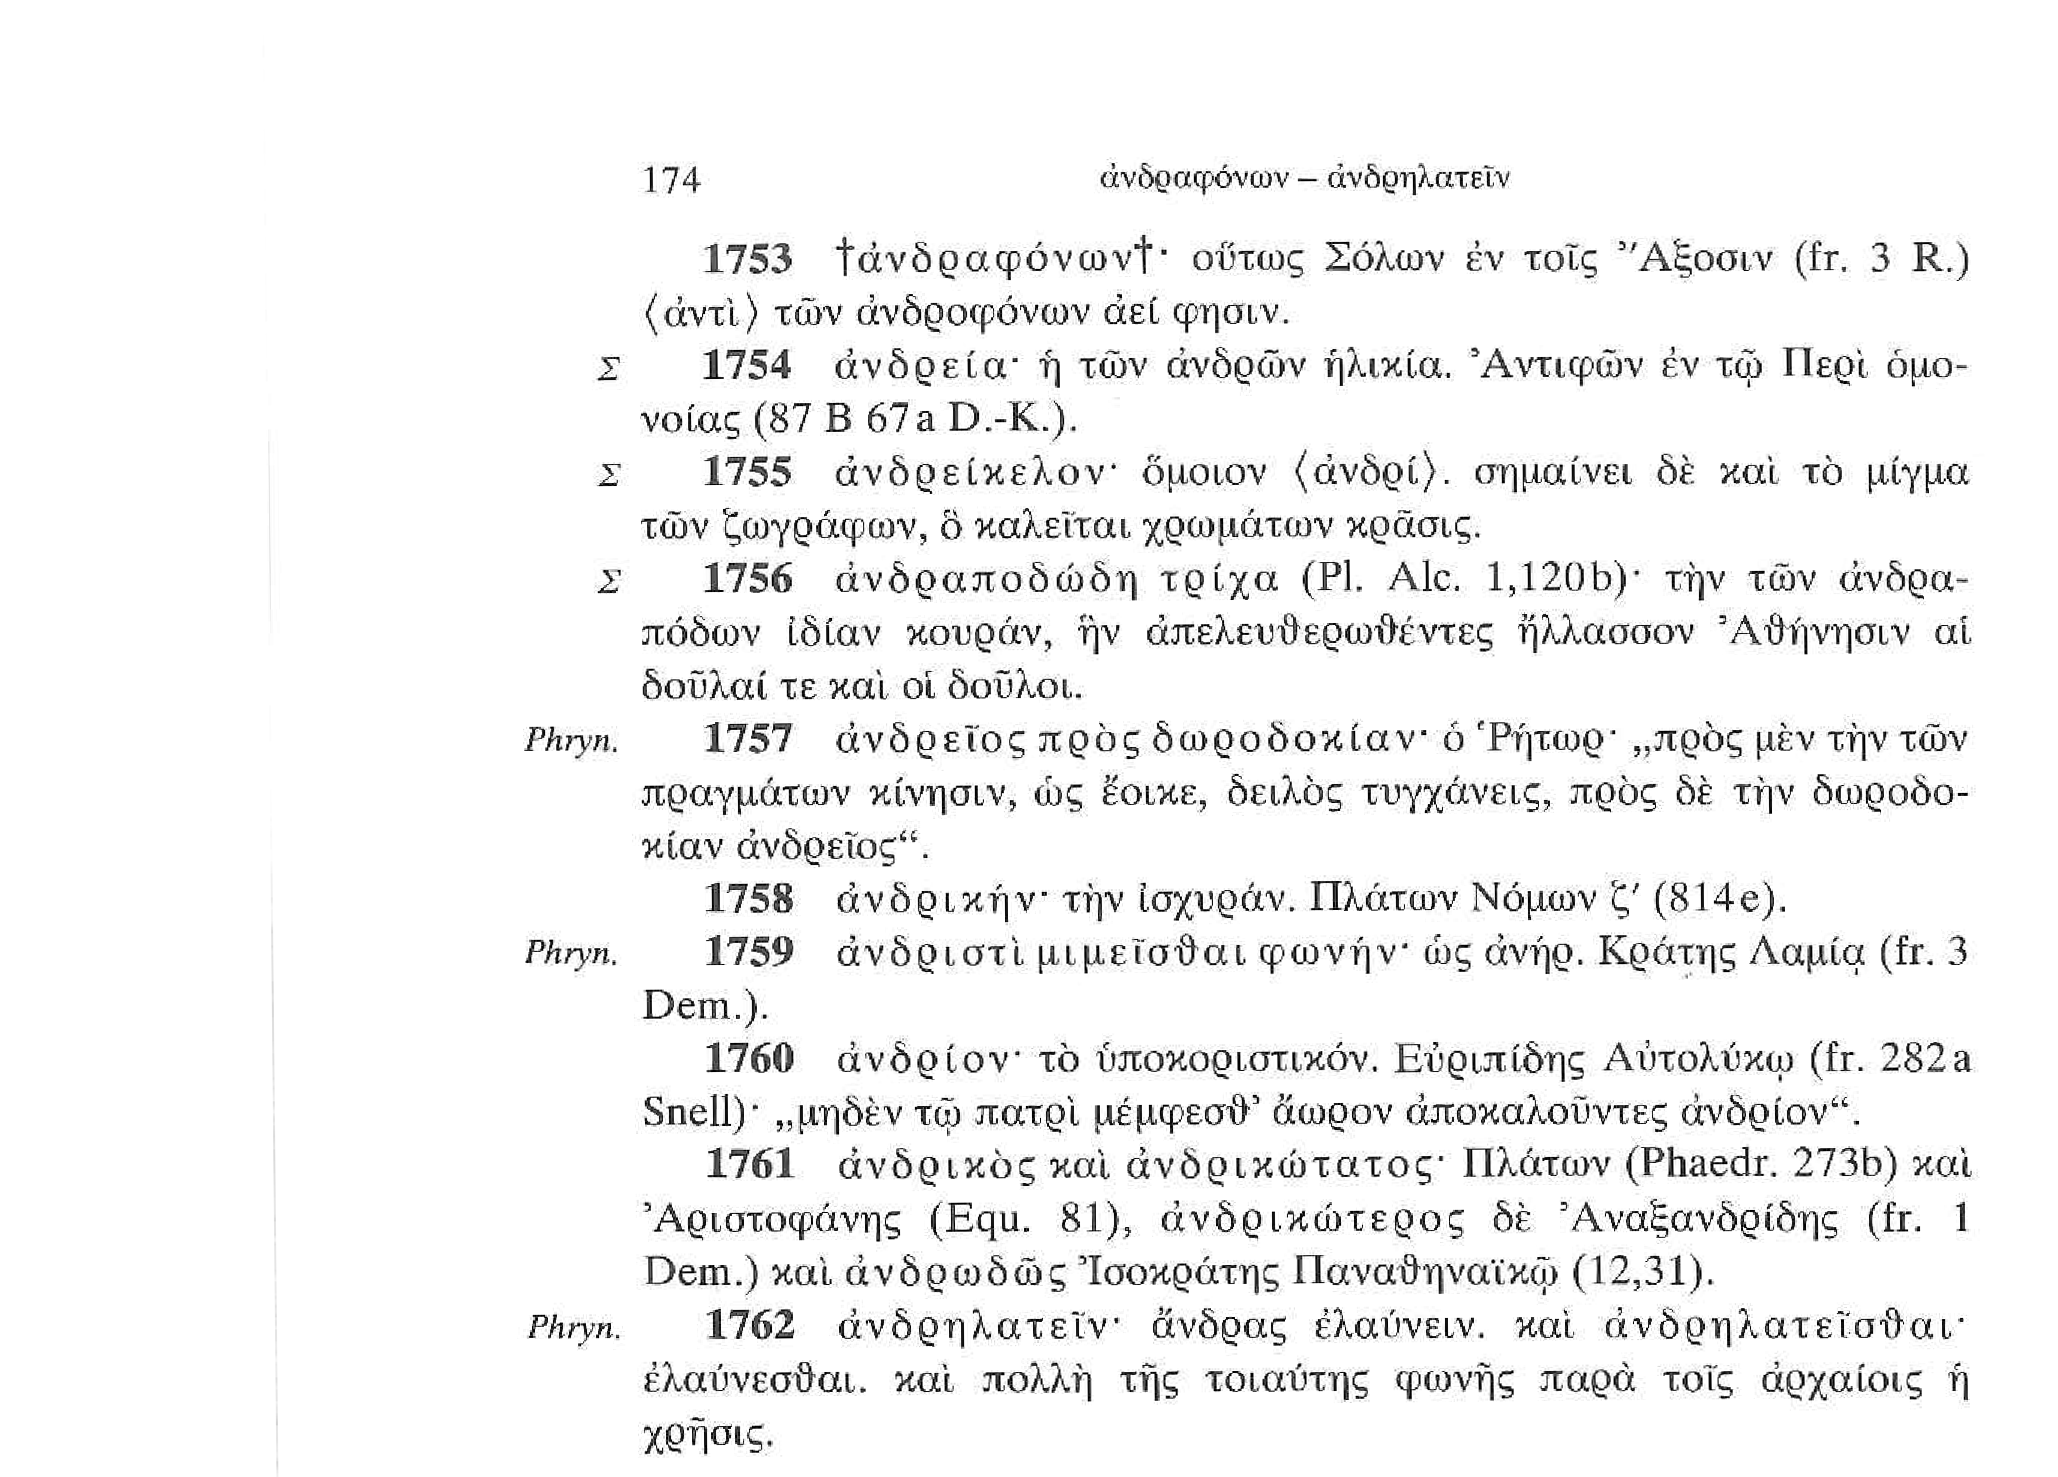 174 ἀνδραφόνων – ἀνδρηλατεῖν
1753 †ἀνδραφόνων†· οὕτως Σόλων ἐν τοῖς Ἄξοσιν (fr. 3 R.)
⟨ἀντὶ⟩ τῶν ἀνδροφόνων ἀεί φησιν.
Σ 1754 ἀνδρεία· ἡ τῶν ἀνδρῶν ἡλικία. Ἀντιφῶν ἐν τῷ Περὶ ὁμο-
νοίας (87 B 67a D.-K.).
Σ 1755 ἀνδρείκελον· ὅμοιον ⟨ἀνδρί⟩. σημαίνει δὲ καὶ τὸ μίγμα
τῶν ζωγράφων, ὃ καλεῖται χρωμάτων κρᾶσις.
Σ 1756 ἀνδραποδώδη τρίχα (Pl. Alc. 1,120b)· τὴν τῶν ἀνδρα-
πόδων ἰδίαν κουράν, ἣν ἀπελευθερωθέντες ἤλλασσον Ἀθήνησιν αἱ
δοῦλαί τε καὶ οἱ δοῦλοι.
Phryn. 1757 ἀνδρεῖος πρὸς δωροδοκίαν· ὁ Ῥήτωρ· „πρὸς μὲν τὴν τῶν
πραγμάτων κίνησιν, ὡς ἔοικε, δειλὸς τυγχάνεις, πρὸς δὲ τὴν δωροδο-
κίαν ἀνδρεῖος“.
1758 ἀνδρικήν· τὴν ἰσχυράν. Πλάτων Νόμων ζ′ (814e).
Phryn. 1759 ἀνδριστὶ μιμεῖσθαι φωνήν· ὡς ἀνήρ. Κράτης Λαμίᾳ (fr. 3
Dem.).
1760 ἀνδρίον· τὸ ὑποκοριστικόν. Εὐριπίδης Αὐτολύκῳ (fr. 282a
Snell)· „μηδὲν τῷ πατρὶ μέμφεσθ’ ἄωρον ἀποκαλοῦντες ἀνδρίον“.
1761 ἀνδρικὸς καὶ ἀνδρικώτατος· Πλάτων (Phaedr. 273b) καὶ
Ἀριστοφάνης (Equ. 81), ἀνδρικώτερος δὲ Ἀναξανδρίδης (fr. 1
Dem.) καὶ ἀνδρωδῶς Ἰσοκράτης Παναθηναϊκῷ (12,31).
Phryn. 1762 ἀνδρηλατεῖν· ἄνδρας ἐλαύνειν. καὶ ἀνδρηλατεῖσθαι·
ἐλαύνεσθαι. καὶ πολλὴ τῆς τοιαύτης φωνῆς παρὰ τοῖς ἀρχαίοις ἡ
χρῆσις.